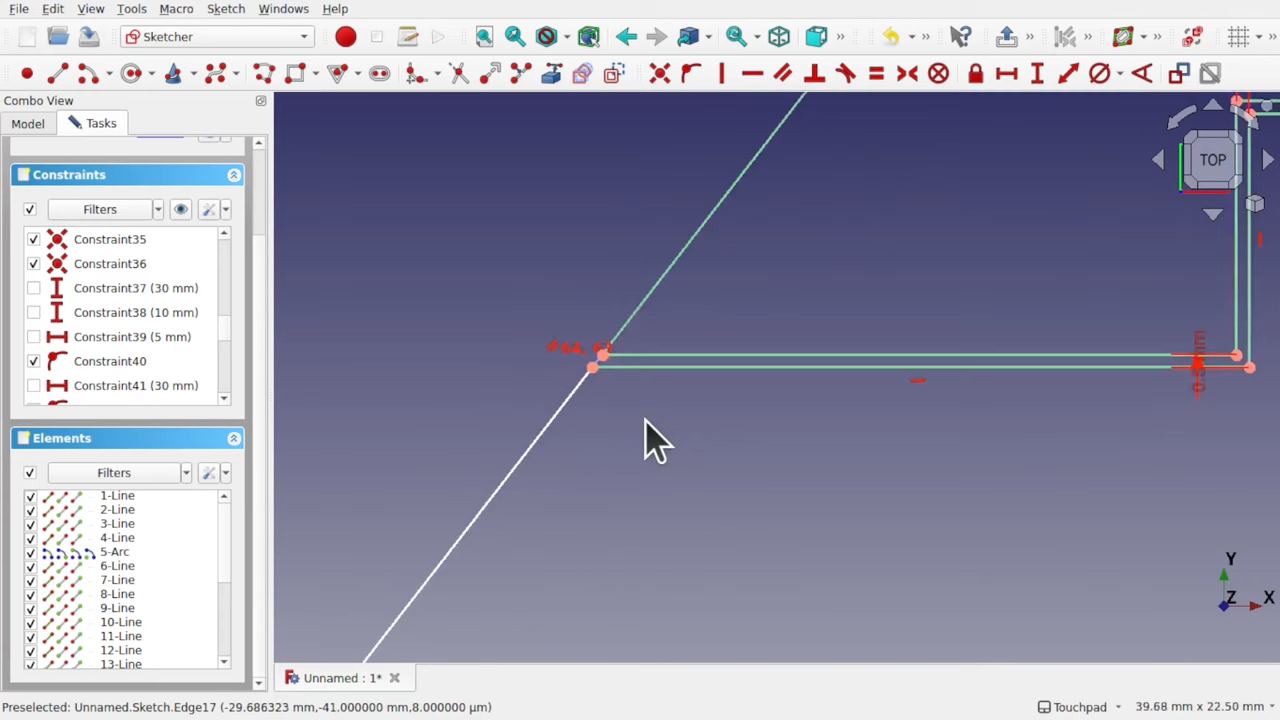 File Edit View Tools Macro Sketch Windows Help
Sketcher
Combo View
Model Tasks
Constraints
Filters
Constraint35
Constraint36
Constraint37 (30 mm)
Constraint38 (10 mm)
Constraint39 (5 mm)
Constraint40
Constraint41 (30 mm)
Elements
Filters
1-Line
2-Line
3-Line
4-Line
5-Arc
6-Line
7-Line
8-Line
9-Line
10-Line
11-Line
12-Line
13-Line
TOP
Y
Z X
Unnamed : 1*
Preselected: Unnamed.Sketch.Edge17 (-29.686323 mm,-41.000000 mm,8.000000 μm)
Touchpad
39.68 mm x 22.50 mm